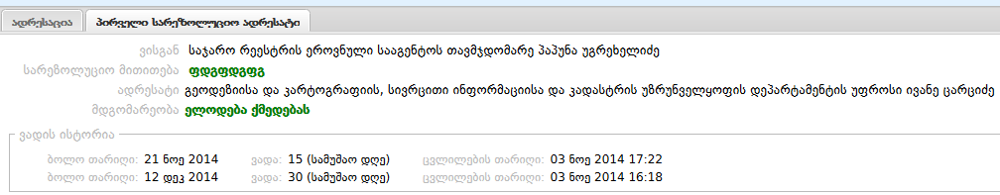 ადრესაცია პირველი სარეზოლუციო ადრესატი
ვისგან საჯარო რეესტრის ეროვნული სააგენტოს თავმჯდომარე პაპუნა უგრეხელიძე
სარეზოლუციო მითითება ფდგფდგფგ
ადრესატი გეოდეზიისა და კარტოგრაფიის, სივრცითი ინფორმაციისა და კადასტრის უზრუნველყოფის დეპარტამენტის უფროსი ივანე ცარციძე
მდგომარეობა ელოდება ქმედებას
ვადის ისტორია
ბოლო თარიღი: 21 ნოე 2014 ვადა: 15 (სამუშაო დღე) ცვლილების თარიღი: 03 ნოე 2014 17:22
ბოლო თარიღი: 12 დეკ 2014 ვადა: 30 (სამუშაო დღე) ცვლილების თარიღი: 03 ნოე 2014 16:18